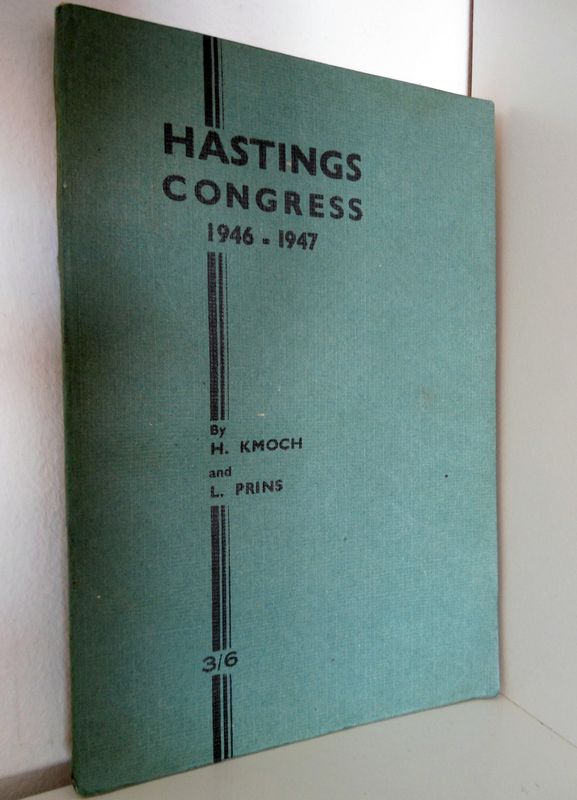 HASTINGS
CONGRESS
1946 - 1947
By
H. KMOCH
and
L. PRINS
3/6